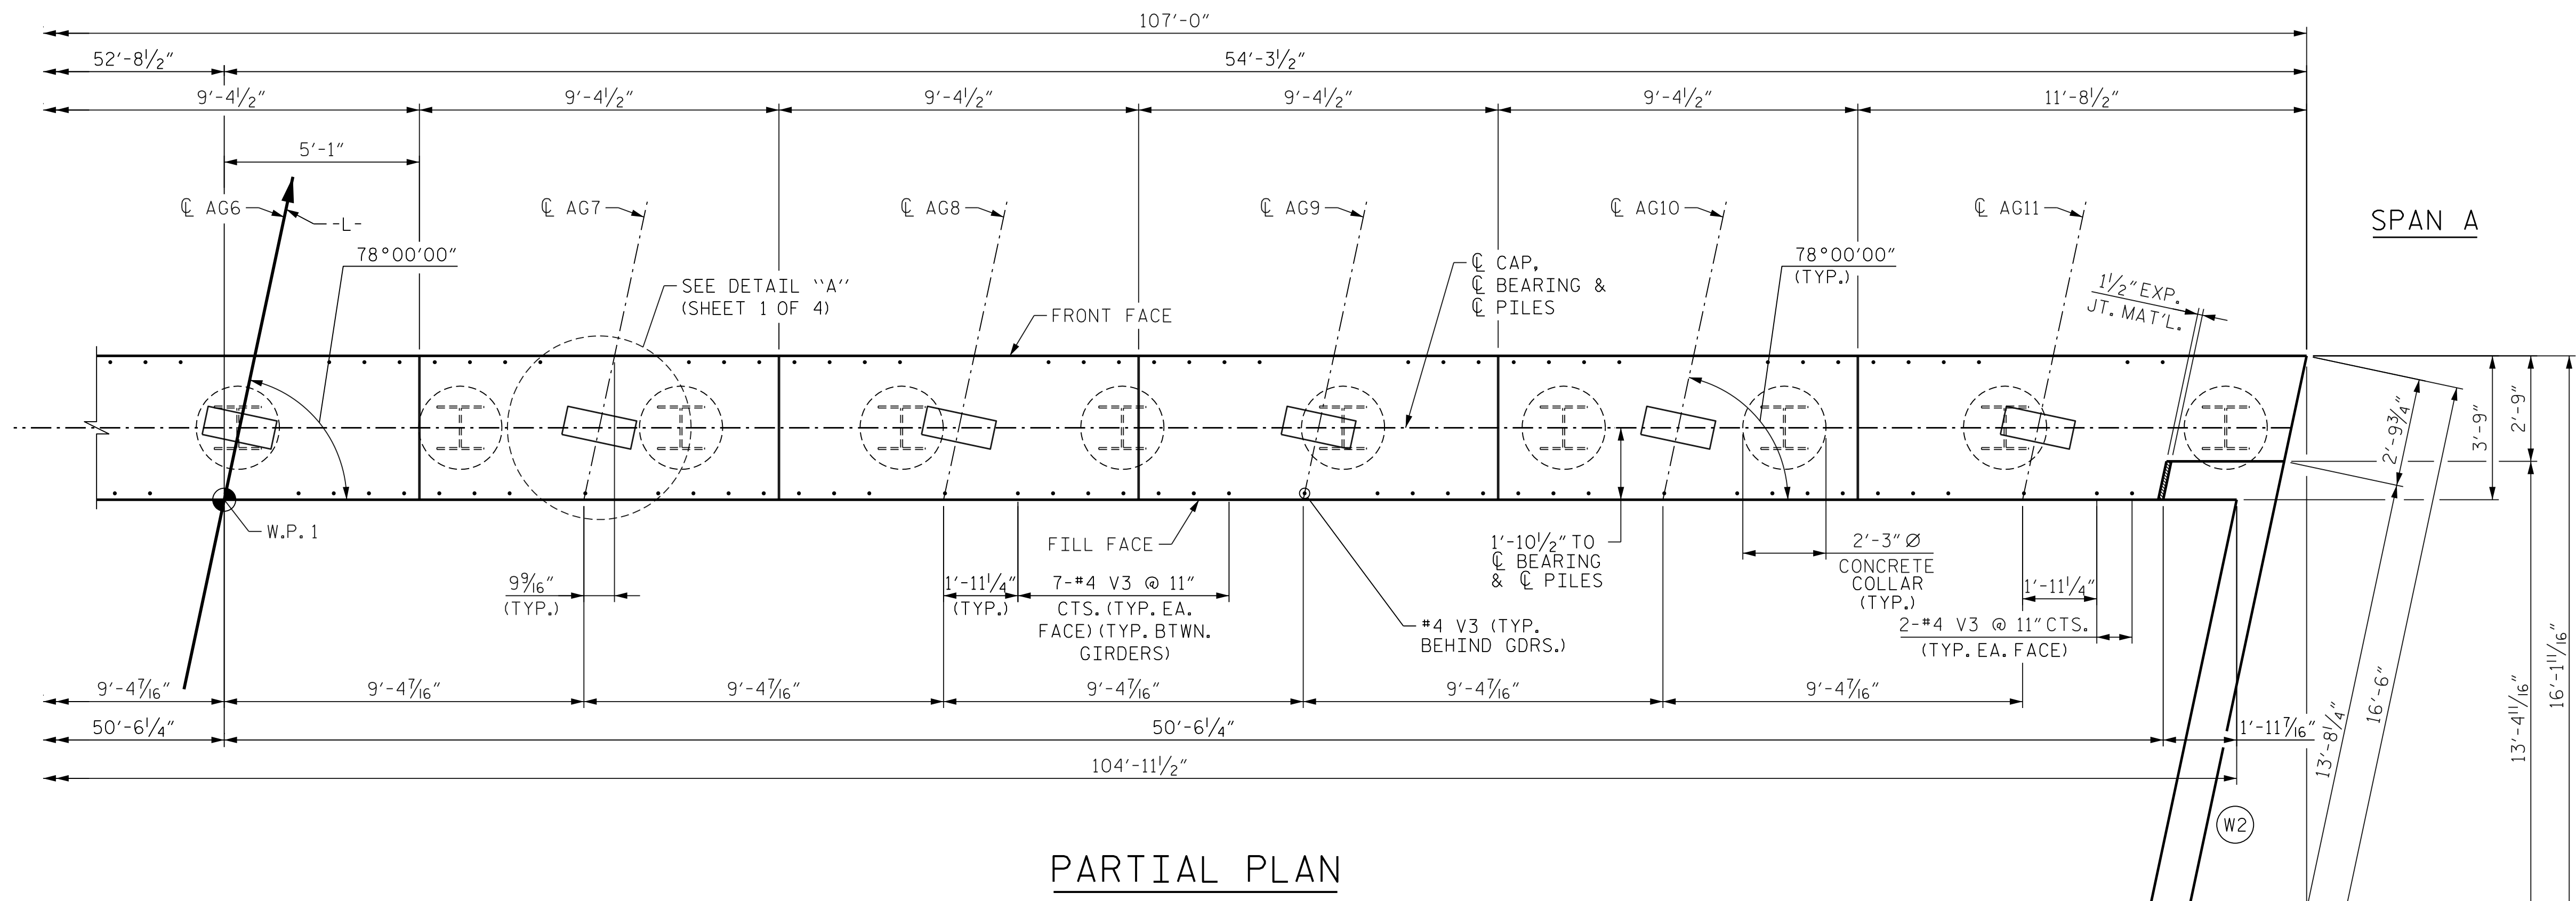 107'-0"
52'-8½"
54'-3½"
9'-4½"
9'-4½"
9'-4½"
9'-4½"
9'-4½"
11'-8½"
5'-1"
℄ AG6
-L-
℄ AG7
℄ AG8
℄ AG9
℄ AG10
℄ AG11
SPAN A
78°00'00"
SEE DETAIL "A"
(SHEET 1 OF 4)
FRONT FACE
℄ CAP,
℄ BEARING &
℄ PILES
78°00'00"
(TYP.)
1½" EXP.
JT. MAT'L.
2'-9¾"
3'-9"
2'-9"
W.P. 1
FILL FACE
1'-10½" TO
℄ BEARING
& ℄ PILES
2'-3" Ø
CONCRETE
COLLAR
(TYP.)
9⁹⁄₁₆"
(TYP.)
1'-11¼"
(TYP.)
7-#4 V3 @ 11"
CTS. (TYP. EA.
FACE) (TYP. BTWN.
GIRDERS)
#4 V3 (TYP.
BEHIND GDRS.)
1'-11¼"
2-#4 V3 @ 11" CTS.
(TYP. EA. FACE)
9'-4⁷⁄₁₆"
9'-4⁷⁄₁₆"
9'-4⁷⁄₁₆"
9'-4⁷⁄₁₆"
9'-4⁷⁄₁₆"
9'-4⁷⁄₁₆"
50'-6¼"
50'-6¼"
1'-11⁷⁄₁₆"
104'-11½"
13'-8¼"
16'-6"
13'-4¹¹⁄₁₆"
16'-1¹¹⁄₁₆"
W2
PARTIAL PLAN